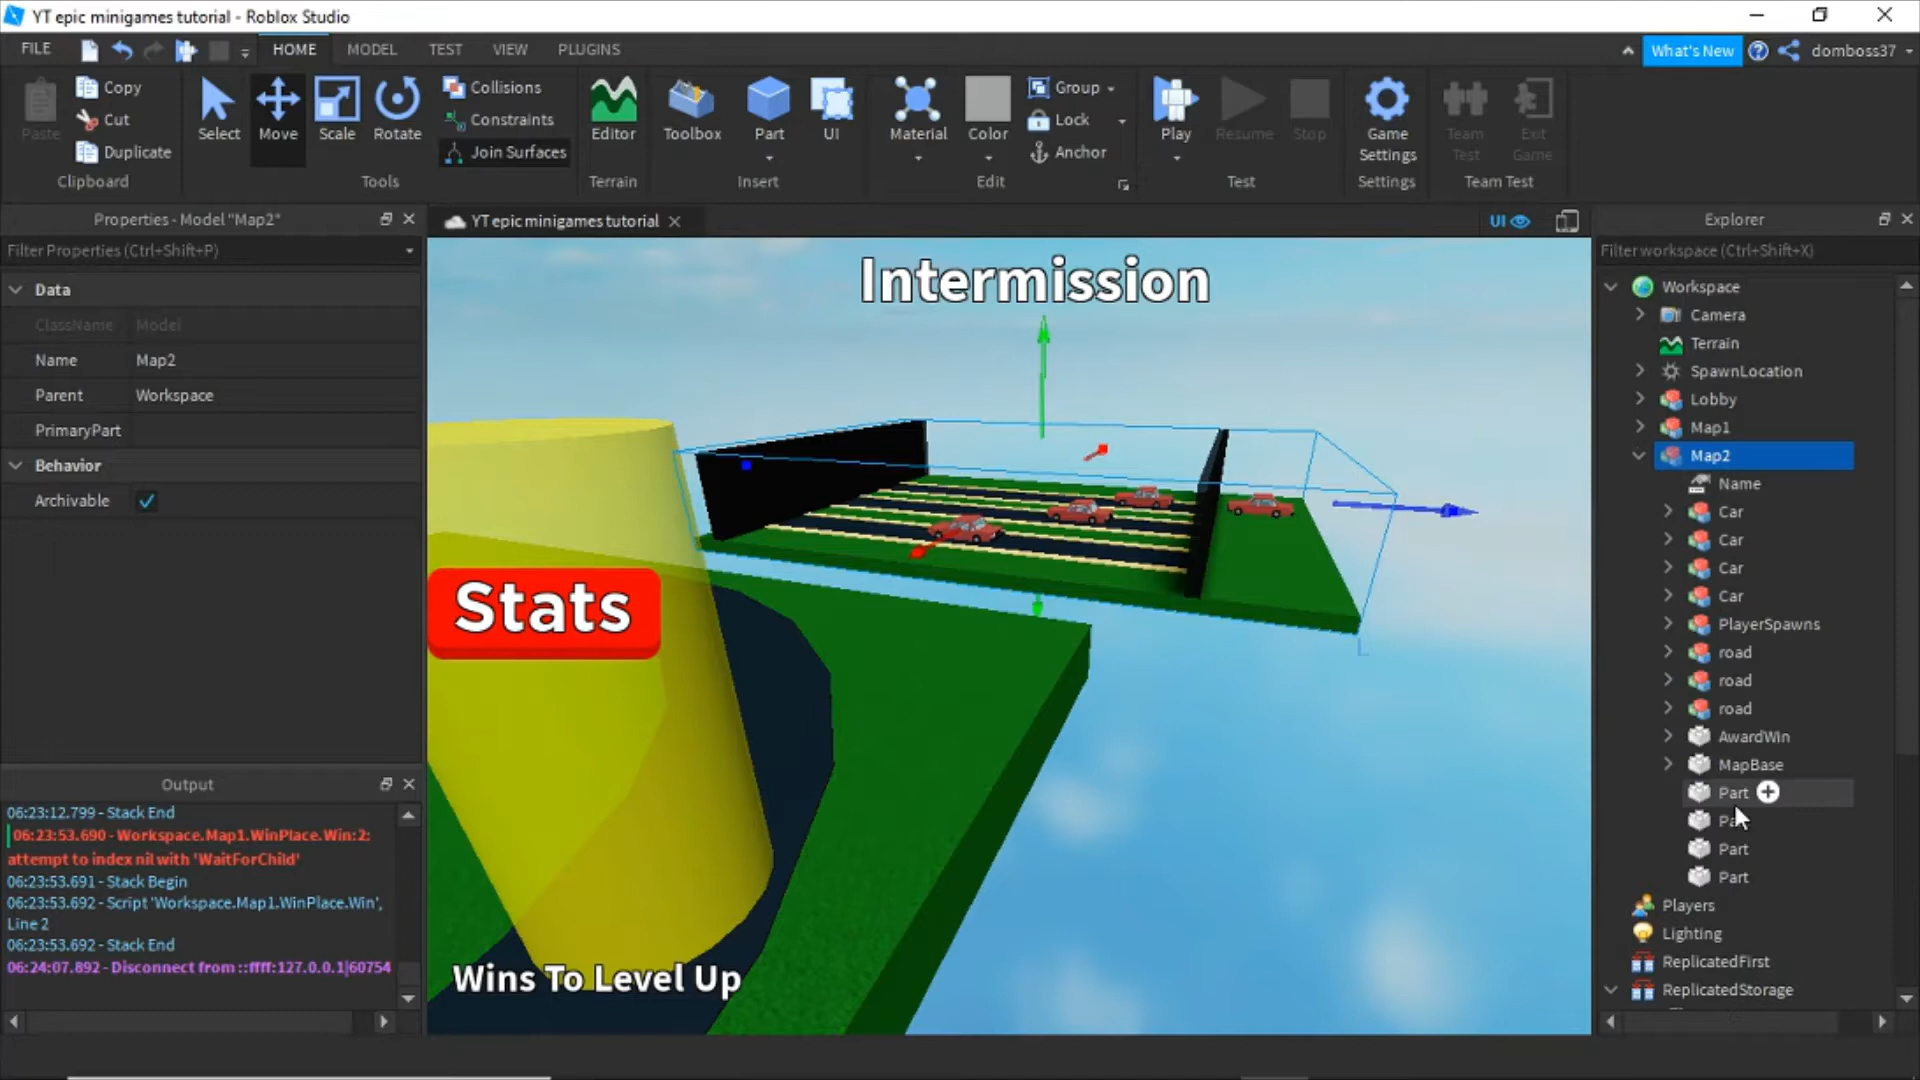 YT epic minigames tutorial - Roblox Studio
FILE
HOME
MODEL
TEST
VIEW
PLUGINS
What's New
domboss37
Paste
Copy
Cut
Duplicate
Clipboard
Select
Move
Scale
Rotate
Collisions
Constraints
Join Surfaces
Tools
Editor
Terrain
Toolbox
Part
UI
Insert
Material
Color
Group
Lock
Anchor
Edit
Play
Resume
Stop
Test
Game
Settings
Settings
Team
Test
Exit
Game
Team Test
Properties - Model "Map2"
Filter Properties (Ctrl+Shift+P)
Data
ClassName Model
Name Map2
Parent Workspace
PrimaryPart
Behavior
Archivable
Output
06:23:12.799 - Stack End
06:23:53.690 - Workspace.Map1.WinPlace.Win:2:
attempt to index nil with 'WaitForChild'
06:23:53.691 - Stack Begin
06:23:53.692 - Script 'Workspace.Map1.WinPlace.Win',
Line 2
06:23:53.692 - Stack End
06:24:07.892 - Disconnect from ::ffff:127.0.0.1|60754
YT epic minigames tutorial
UI
Intermission
Stats
Wins To Level Up
Explorer
Filter workspace (Ctrl+Shift+X)
Workspace
Camera
Terrain
SpawnLocation
Lobby
Map1
Map2
Name
Car
Car
Car
Car
PlayerSpawns
road
road
road
AwardWin
MapBase
Part
Part
Part
Part
Players
Lighting
ReplicatedFirst
ReplicatedStorage